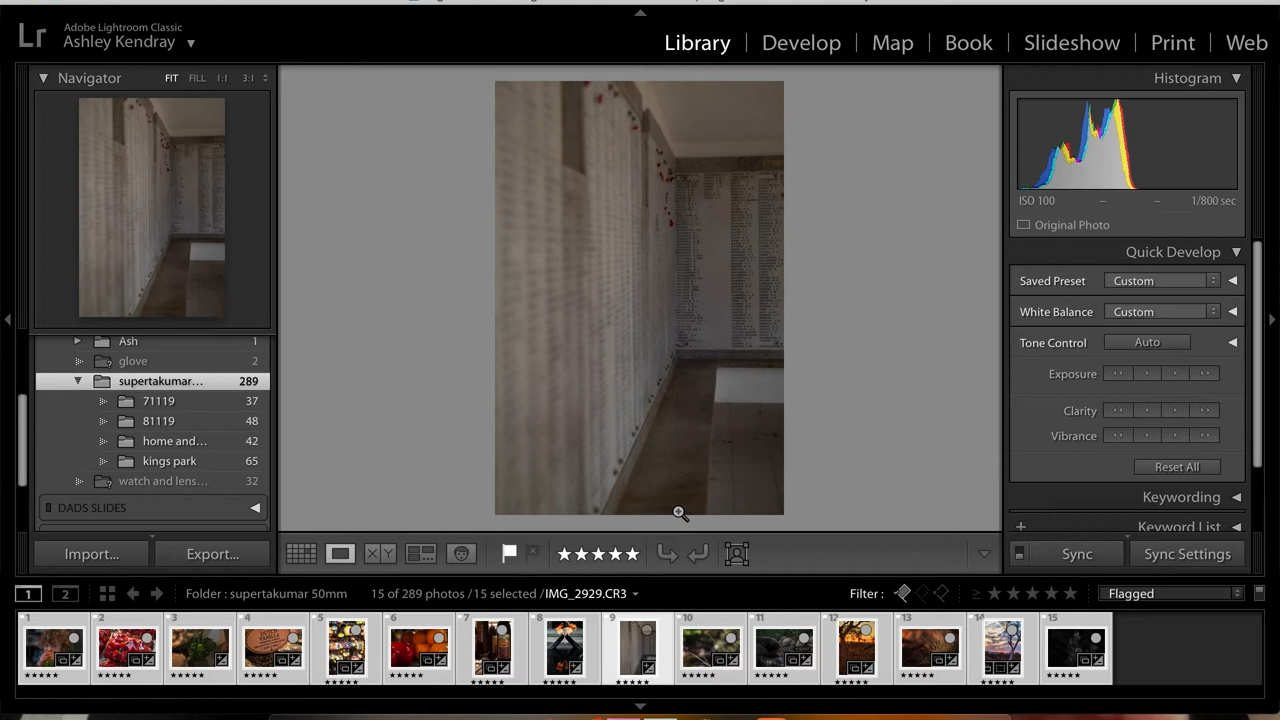 Lr
Adobe Lightroom Classic
Ashley Kendray
Library
Develop
Map
Book
Slideshow
Print
Web
Navigator
FIT
FILL
1:1
3:1
Histogram
ISO 100
–
–
1/800 sec
Original Photo
Quick Develop
Saved Preset
Custom
White Balance
Custom
Tone Control
Auto
Exposure
Clarity
Vibrance
Reset All
Keywording
Keyword List
Sync
Sync Settings
Ash 1
glove 2
supertakumar... 289
71119 37
81119 48
home and... 42
kings park 65
watch and lens... 32
DADS SLIDES
Import...
Export...
X Y
1
2
Folder : supertakumar 50mm
15 of 289 photos /15 selected /IMG_2929.CR3
Filter :
≥
Flagged
1
2
3
4
5
6
7
8
9
10
11
12
13
14
15